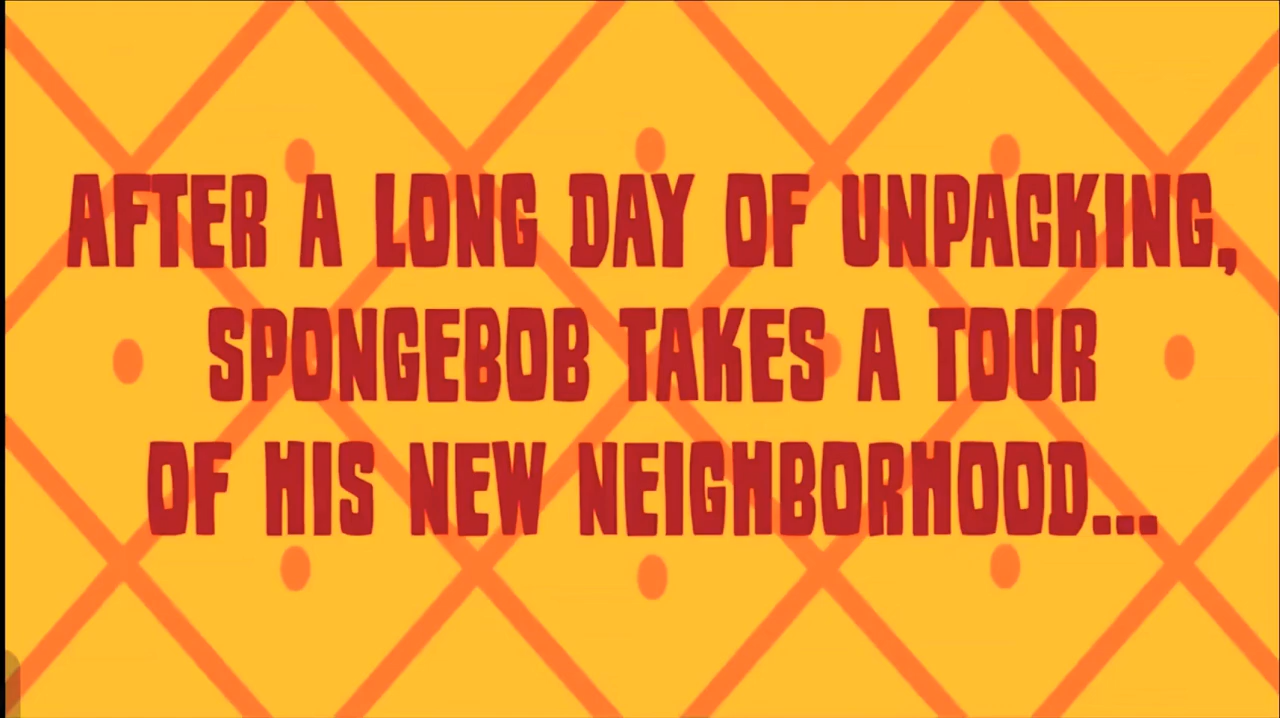 AFTER A LONG DAY OF UNPACKING,
SPONGEBOB TAKES A TOUR
OF HIS NEW NEIGHBORHOOD...